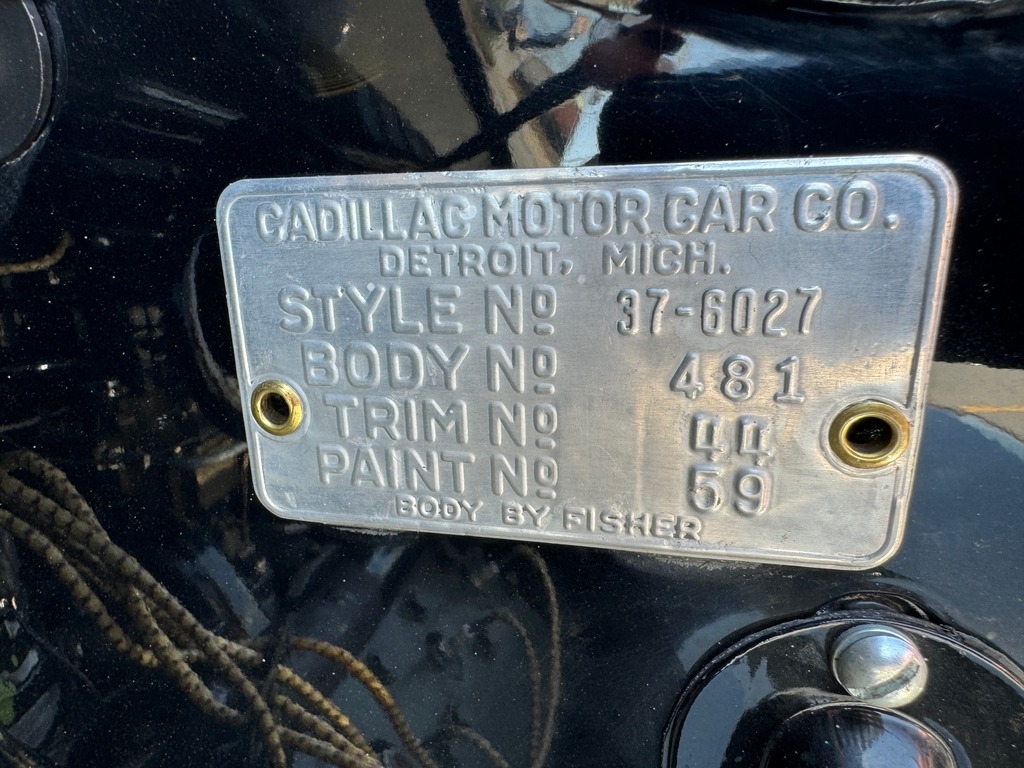 CADILLAC MOTOR CAR CO.
DETROIT, MICH.
STYLE No 37-6027
BODY No 481
TRIM No 44
PAINT No 59
BODY BY FISHER